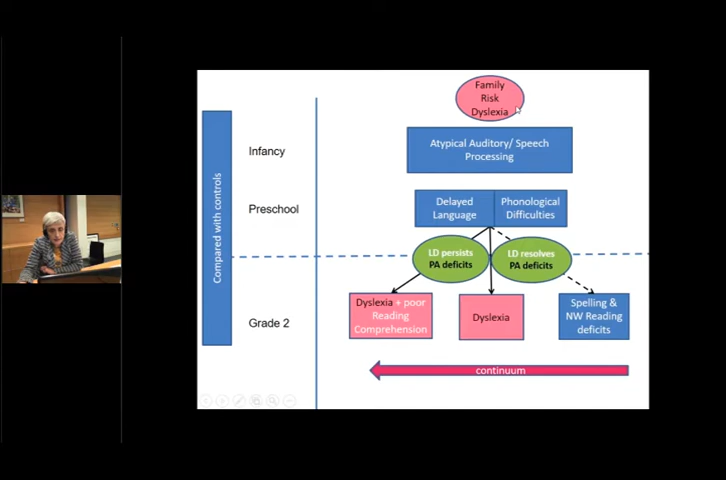 Family
Risk
Dyslexia
Infancy
Atypical Auditory/ Speech
Processing
Compared with controls
Preschool
Delayed
Language
Phonological
Difficulties
LD persists
PA deficits
LD resolves
PA deficits
Grade 2
Dyslexia + poor
Reading
Comprehension
Dyslexia
Spelling &
NW Reading
deficits
continuum